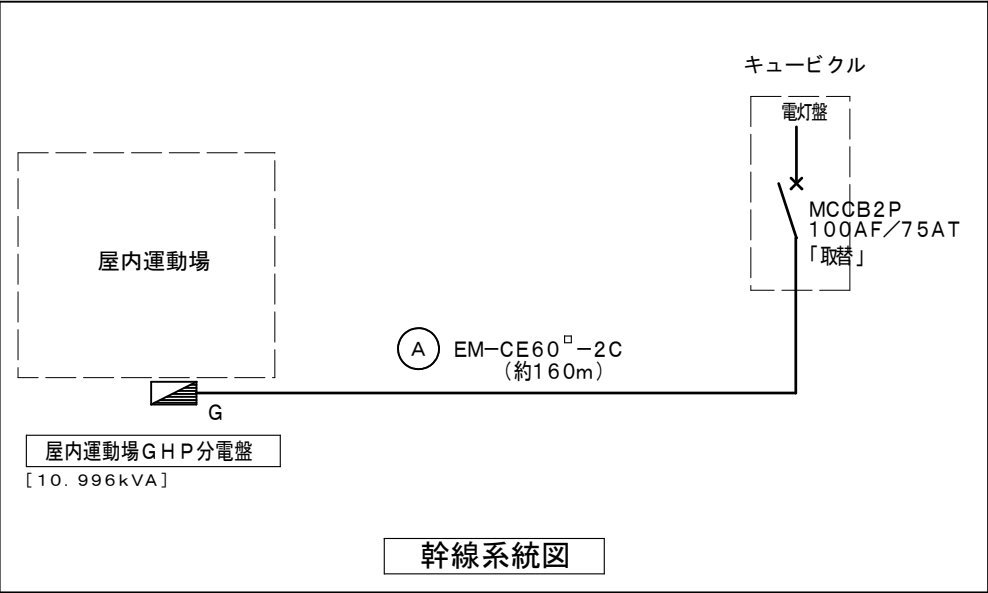 キュービクル
電灯盤
MCCB2P
100AF/75AT
「取替」
屋内運動場
A
EM-CE60□-2C
(約160m)
G
屋内運動場GHP分電盤
[10.996kVA]
幹線系統図